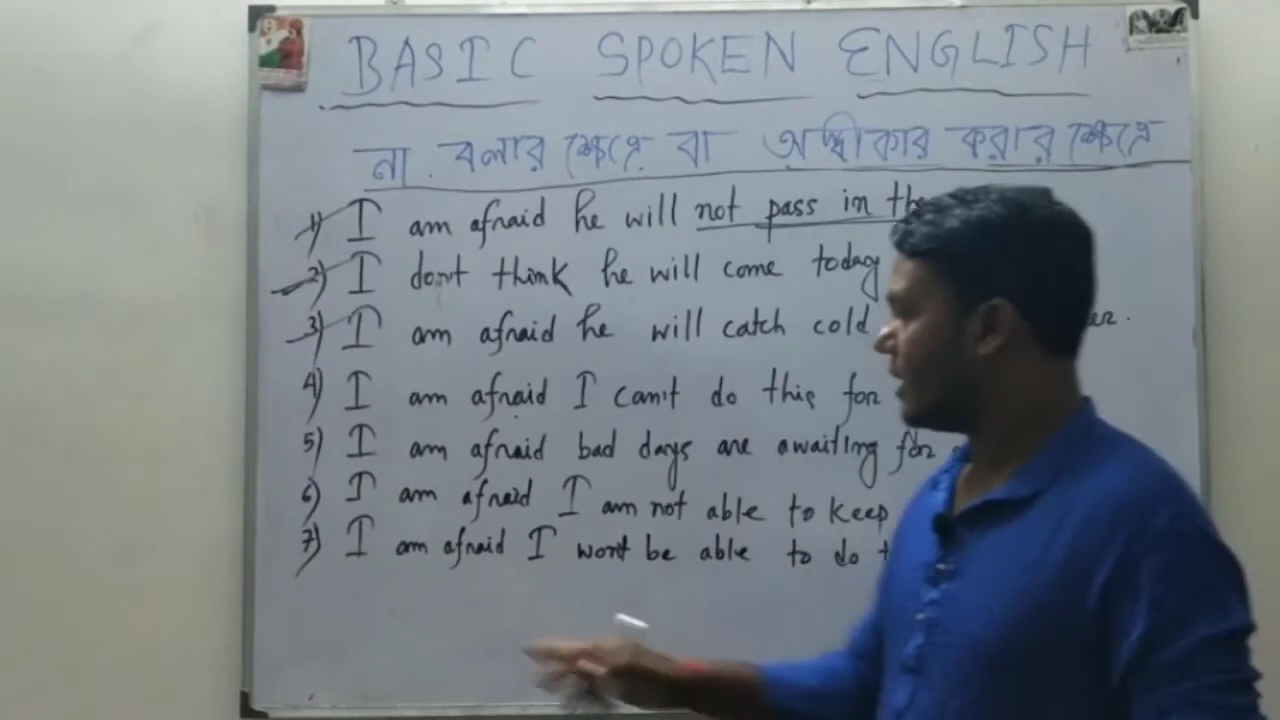 BASIC SPOKEN ENGLISH
না বলার ক্ষেত্রে বা অস্বীকার করার ক্ষেত্রে
1) I am afraid he will not pass in the
2) I don't think he will come today
3) I am afraid he will catch cold
4) I am afraid I can't do this for
5) I am afraid bad days are awaiting for
6) I am afraid I am not able to keep
7) I am afraid I won't be able to do